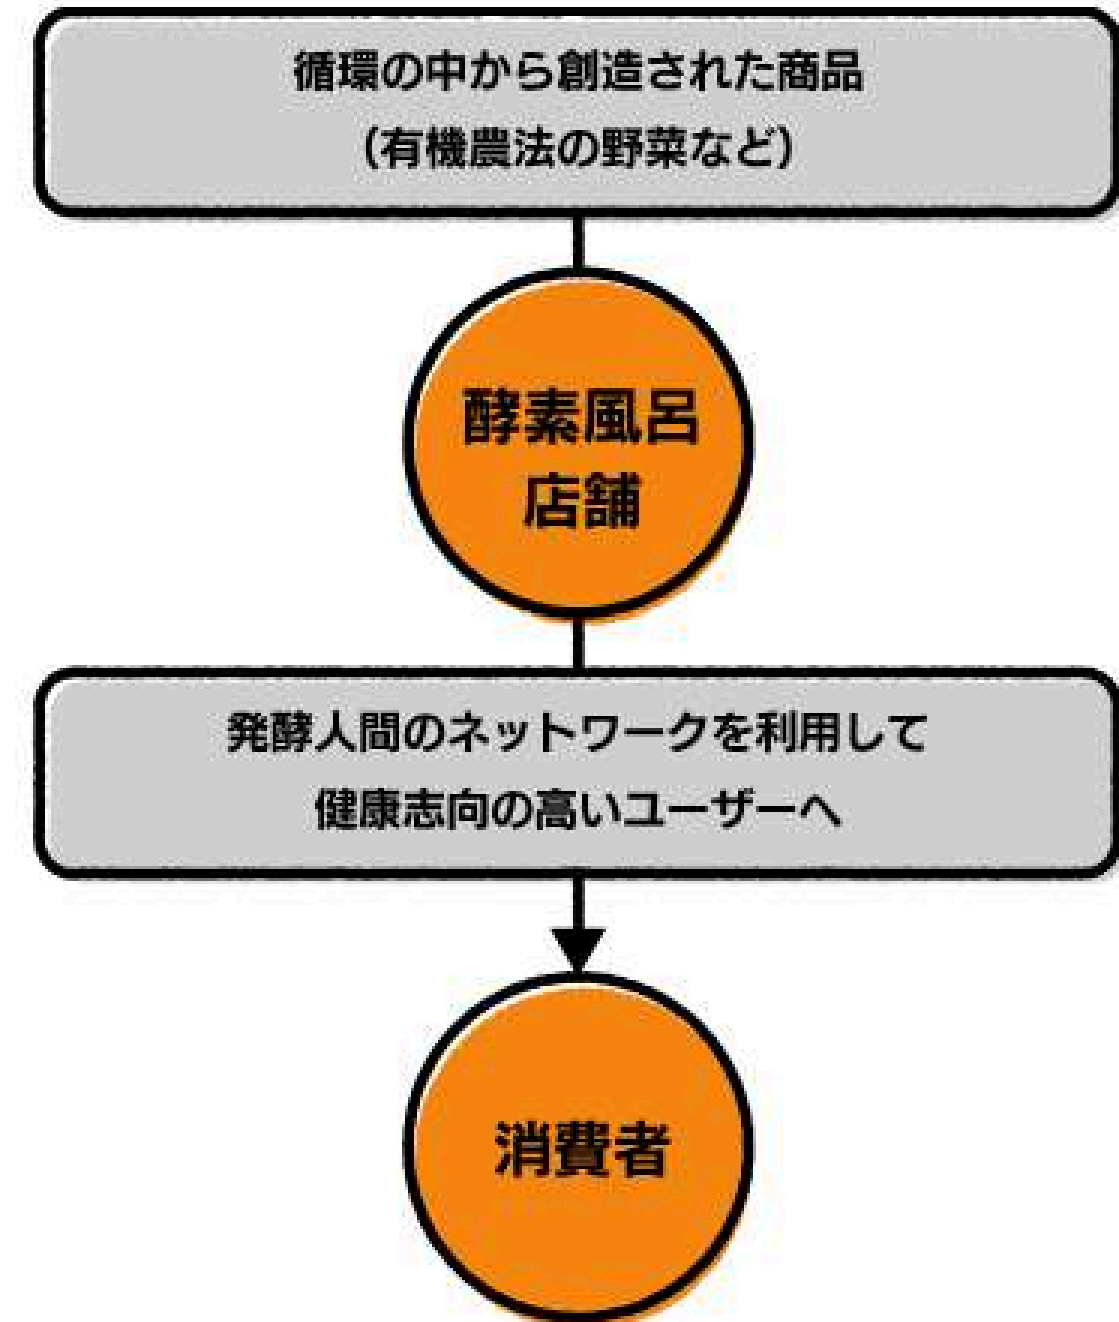 循環の中から創造された商品
（有機農法の野菜など）
酵素風呂
店舗
発酵人間のネットワークを利用して
健康志向の高いユーザーへ
消費者